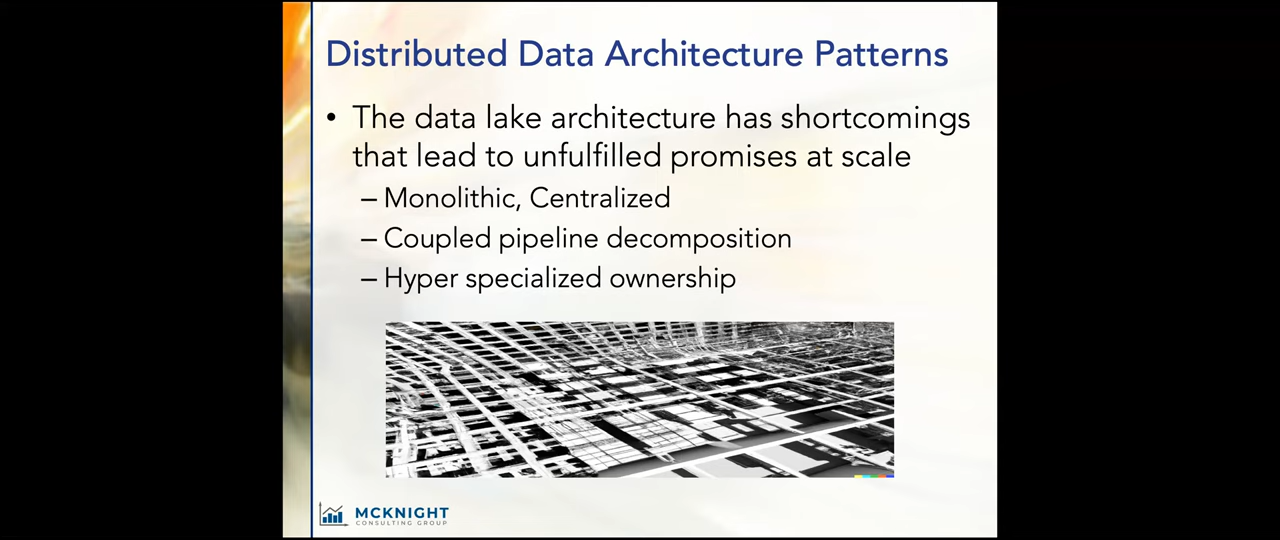 Distributed Data Architecture Patterns
• The data lake architecture has shortcomings
that lead to unfulfilled promises at scale
– Monolithic, Centralized
– Coupled pipeline decomposition
– Hyper specialized ownership
MCKNIGHT
CONSULTING GROUP